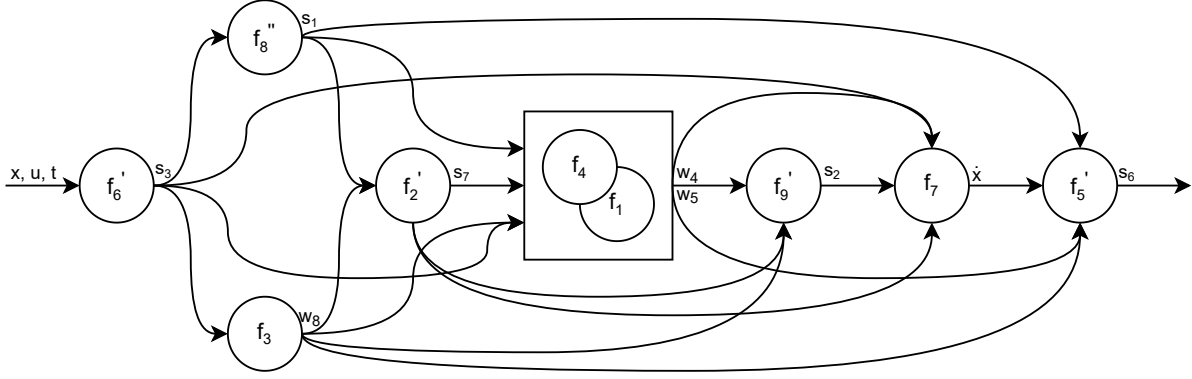 f₈''
s₁
x, u, t
f₆'
s₃
f₂'
s₇
f₄
f₁
w₄
w₅
f₉'
s₂
f₇
ẋ
f₅'
s₆
f₃
w₈